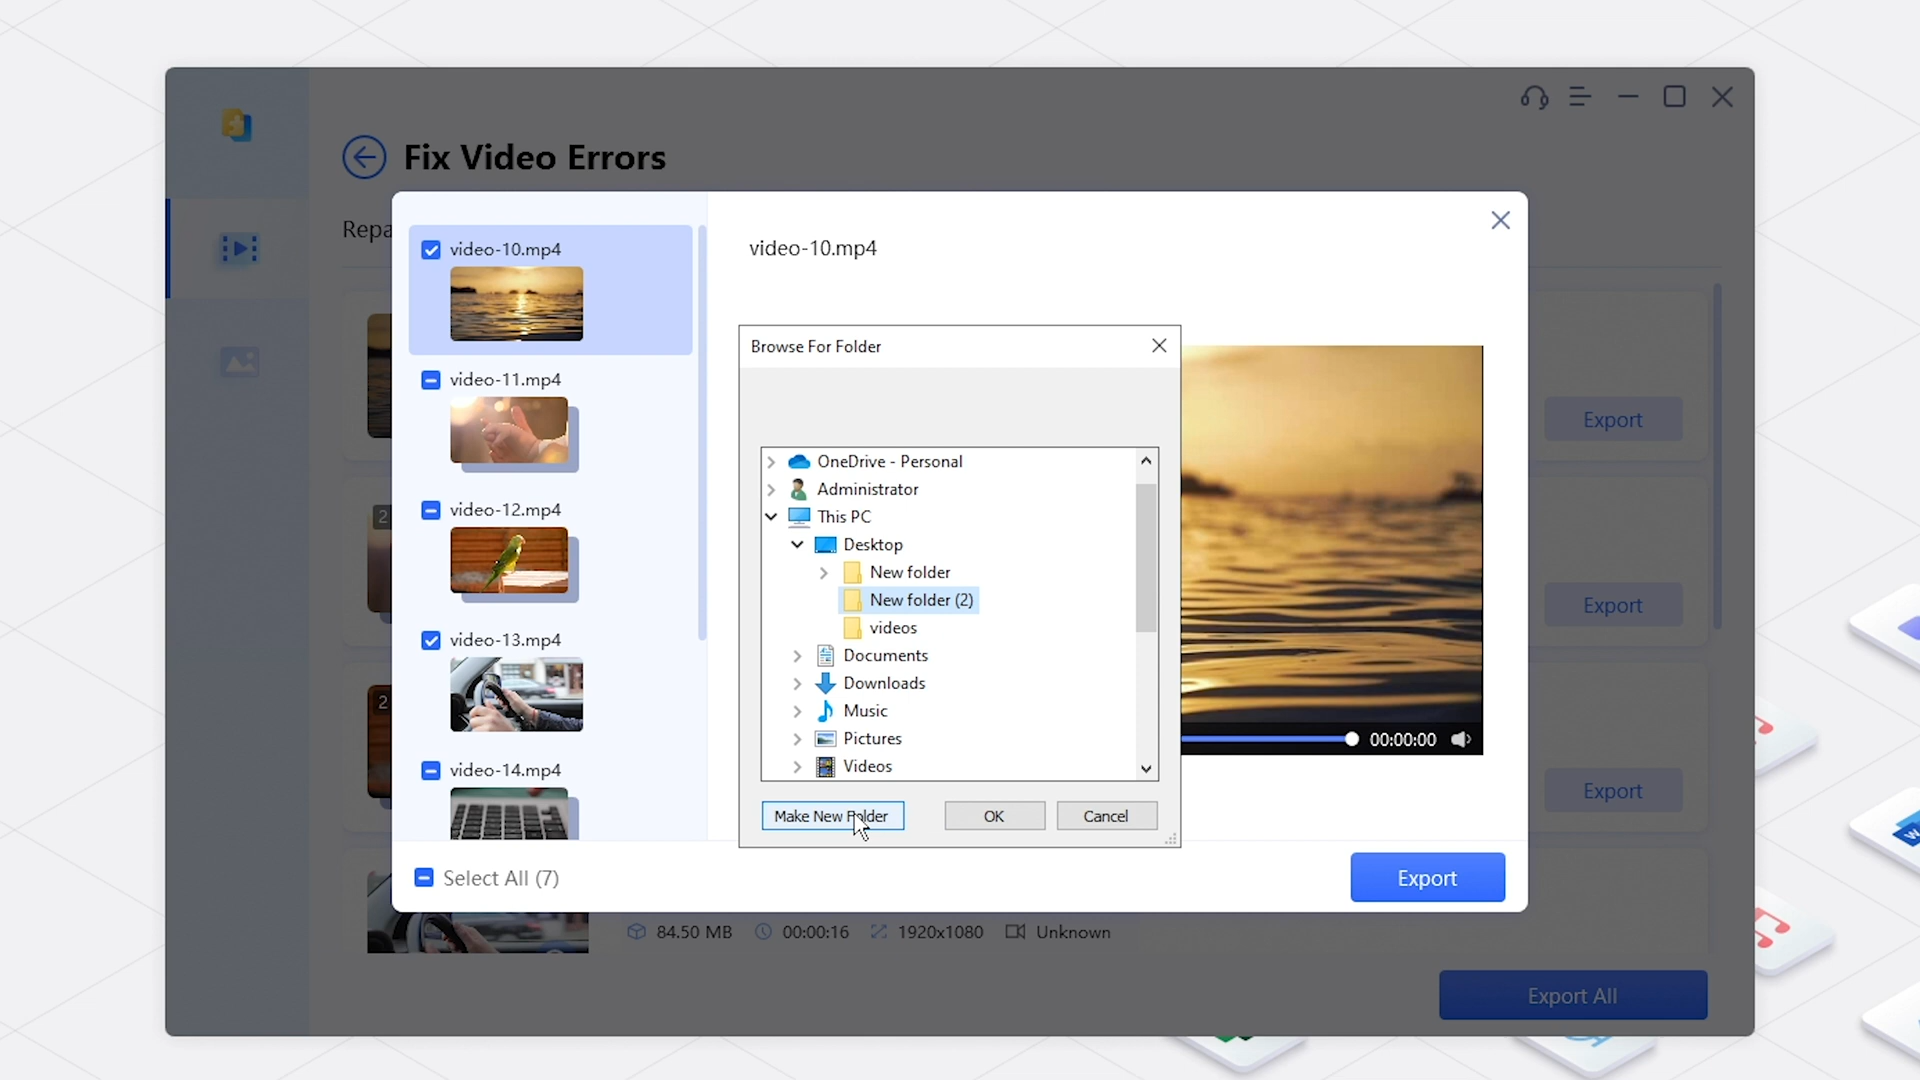 Fix Video Errors
Repa
video-10.mp4
video-11.mp4
video-12.mp4
video-13.mp4
video-14.mp4
video-10.mp4
Browse For Folder
OneDrive - Personal
Administrator
This PC
Desktop
New folder
New folder (2)
videos
Documents
Downloads
Music
Pictures
Videos
Make New Folder
OK
Cancel
00:00:00
Select All (7)
Export
2
2
Export
Export
Export
84.50 MB
00:00:16
1920x1080
Unknown
Export All
W